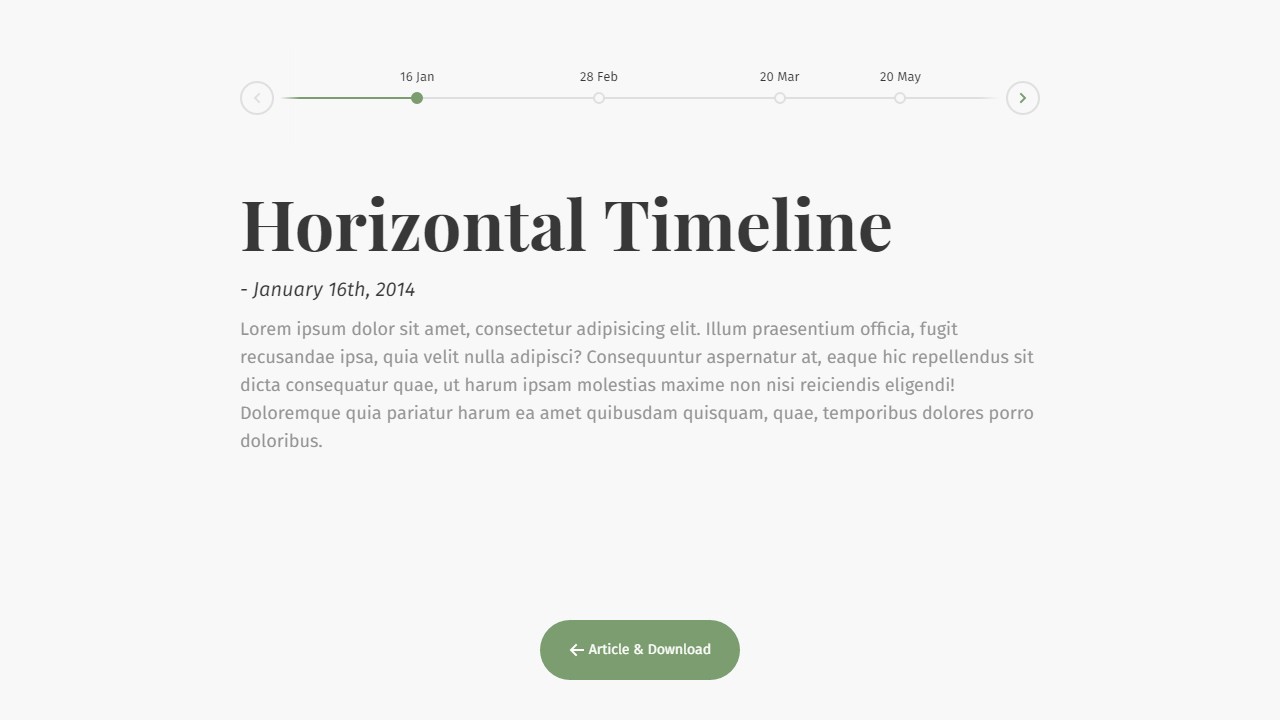 16 Jan
28 Feb
20 Mar
20 May
Horizontal Timeline
- January 16th, 2014
Lorem ipsum dolor sit amet, consectetur adipisicing elit. Illum praesentium officia, fugit
recusandae ipsa, quia velit nulla adipisci? Consequuntur aspernatur at, eaque hic repellendus sit
dicta consequatur quae, ut harum ipsam molestias maxime non nisi reiciendis eligendi!
Doloremque quia pariatur harum ea amet quibusdam quisquam, quae, temporibus dolores porro
doloribus.
Article & Download